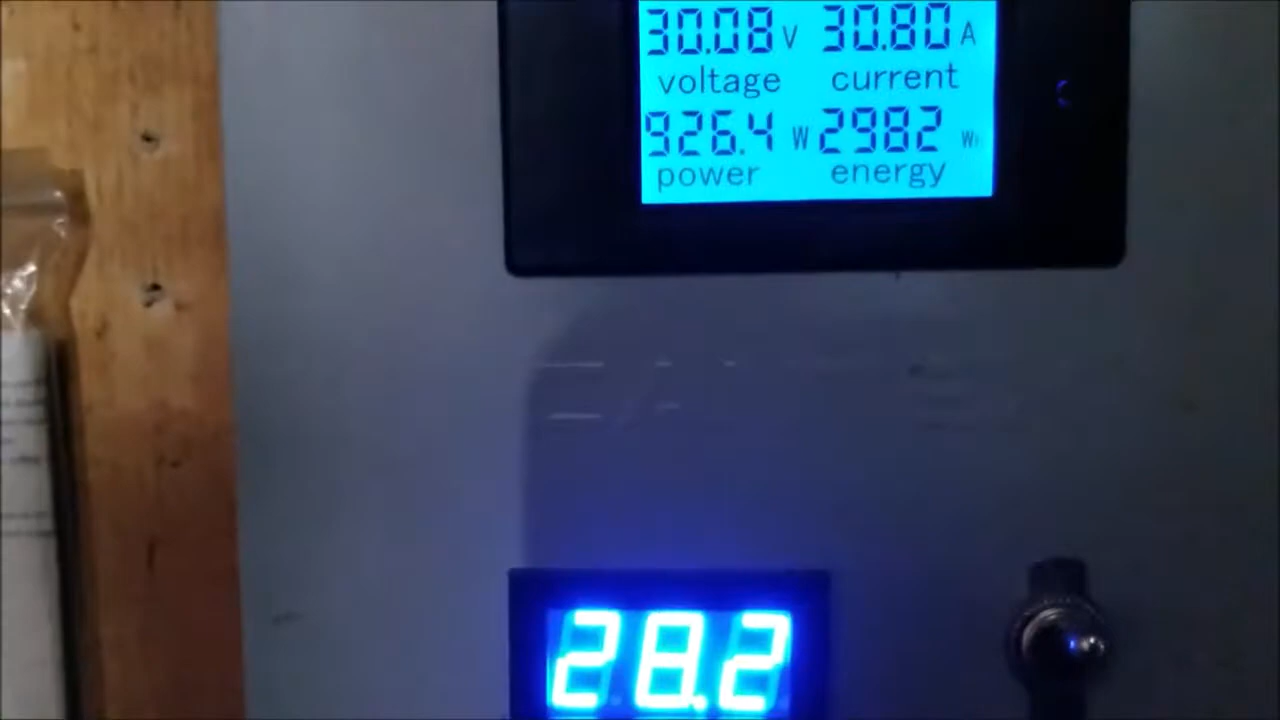 30.08 V 30.80 A
voltage current
926.4 W 2982 Wh
power energy
28.2